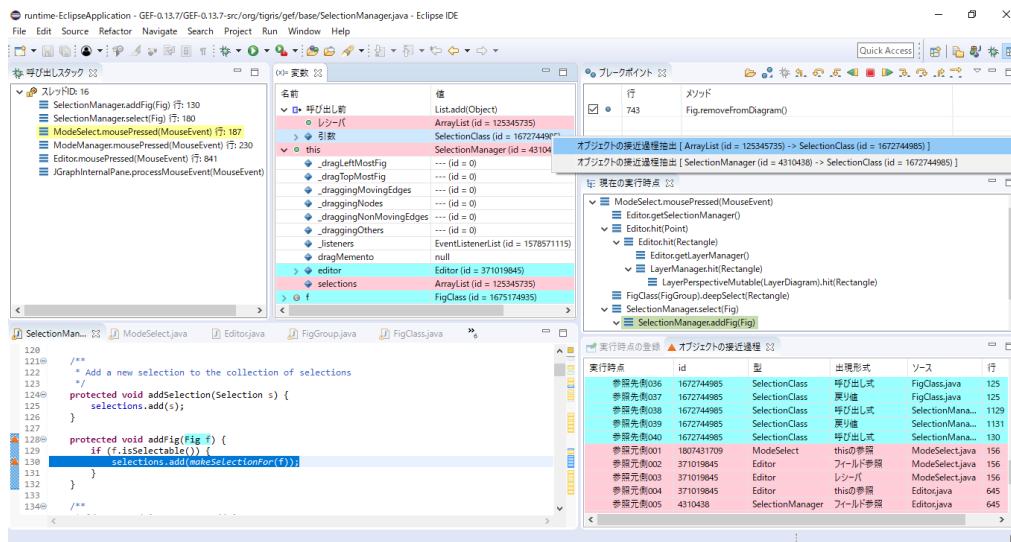 runtime-EclipseApplication - GEF-0.13.7/GEF-0.13.7-src/org/tigris/gef/base/SelectionManager.java - Eclipse IDE
File Edit Source Refactor Navigate Search Project Run Window Help
Quick Access
呼び出しスタック
スレッドID: 16
SelectionManager.addFig(Fig) 行: 130
SelectionManager.select(Fig) 行: 180
ModeSelect.mousePressed(MouseEvent) 行: 187
ModeManager.mousePressed(MouseEvent) 行: 230
Editor.mousePressed(MouseEvent) 行: 841
JGraphInternalPane.processMouseEvent(MouseEvent)
(x)= 変数
名前 値
呼び出し前 List.add(Object)
レシーバ ArrayList (id = 125345735)
引数 SelectionClass (id = 1672744985)
this SelectionManager (id = 43104
_dragLeftMostFig --- (id = 0)
_dragTopMostFig --- (id = 0)
_draggingMovingEdges --- (id = 0)
_draggingNodes --- (id = 0)
_draggingNonMovingEdges --- (id = 0)
_draggingOthers --- (id = 0)
_listeners EventListenerList (id = 1578571115)
dragMemento null
editor Editor (id = 371019845)
selections ArrayList (id = 125345735)
f FigClass (id = 1675174935)
ブレークポイント
行 メソッド
743 Fig.removeFromDiagram()
オブジェクトの接近過程抽出 [ ArrayList (id = 125345735) -> SelectionClass (id = 1672744985) ]
オブジェクトの接近過程抽出 [ SelectionManager (id = 4310438) -> SelectionClass (id = 1672744985) ]
現在の実行時点
ModeSelect.mousePressed(MouseEvent)
Editor.getSelectionManager()
Editor.hit(Point)
Editor.hit(Rectangle)
Editor.getLayerManager()
LayerManager.hit(Rectangle)
LayerPerspectiveMutable(LayerDiagram).hit(Rectangle)
FigClass(FigGroup).deepSelect(Rectangle)
SelectionManager.select(Fig)
SelectionManager.addFig(Fig)
SelectionMan... ModeSelect.java Editor.java FigGroup.java FigClass.java »6
120
121 /**
122 * Add a new selection to the collection of selections
123 */
124 protected void addSelection(Selection s) {
125 selections.add(s);
126 }
127
128 protected void addFig(Fig f) {
129 if (f.isSelectable()) {
130 selections.add(makeSelectionFor(f));
131 }
132 }
133
134 /**
実行時点の登録 オブジェクトの接近過程
実行時点 id 型 出現形式 ソース 行
参照先側036 1672744985 SelectionClass 呼び出し式 FigClass.java 125
参照先側037 1672744985 SelectionClass 戻り値 FigClass.java 125
参照先側038 1672744985 SelectionClass 呼び出し式 SelectionMana... 1129
参照先側039 1672744985 SelectionClass 戻り値 SelectionMana... 1131
参照先側040 1672744985 SelectionClass 呼び出し式 SelectionMana... 130
参照元側001 1807431709 ModeSelect thisの参照 ModeSelect.java 156
参照元側002 371019845 Editor フィールド参照 ModeSelect.java 156
参照元側003 371019845 Editor レシーバ ModeSelect.java 156
参照元側004 371019845 Editor thisの参照 Editor.java 645
参照元側005 4310438 SelectionManager フィールド参照 Editor.java 645